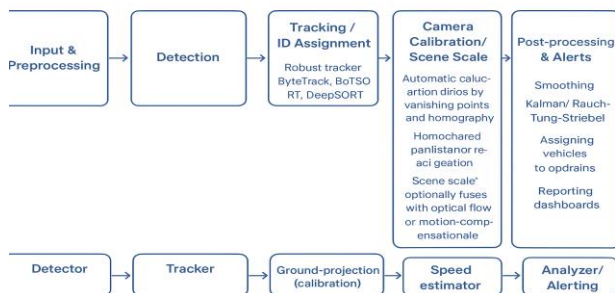 Input &
Preprocessing
Detection
Tracking /
ID Assignment
Robust tracker
ByteTrack, BoTSO
RT, DeepSORT
Camera
Calibration/
Scene Scale
Automatic caluc-
artion dirios by
vanishing points
and homography
Homochared
panlistanor re-
aci geation
Scene scale*
optionally fuses
with optical flow
or motion-comp-
ensationale
Post-processing
& Alerts
Smoothing
Kalman/ Rauch-
Tung-Striebel
Assigning
vehicles
to opdrains
Reporting
dashboards
Detector
Tracker
Ground-projection
(calibration)
Speed
estimator
Analyzer/
Alerting